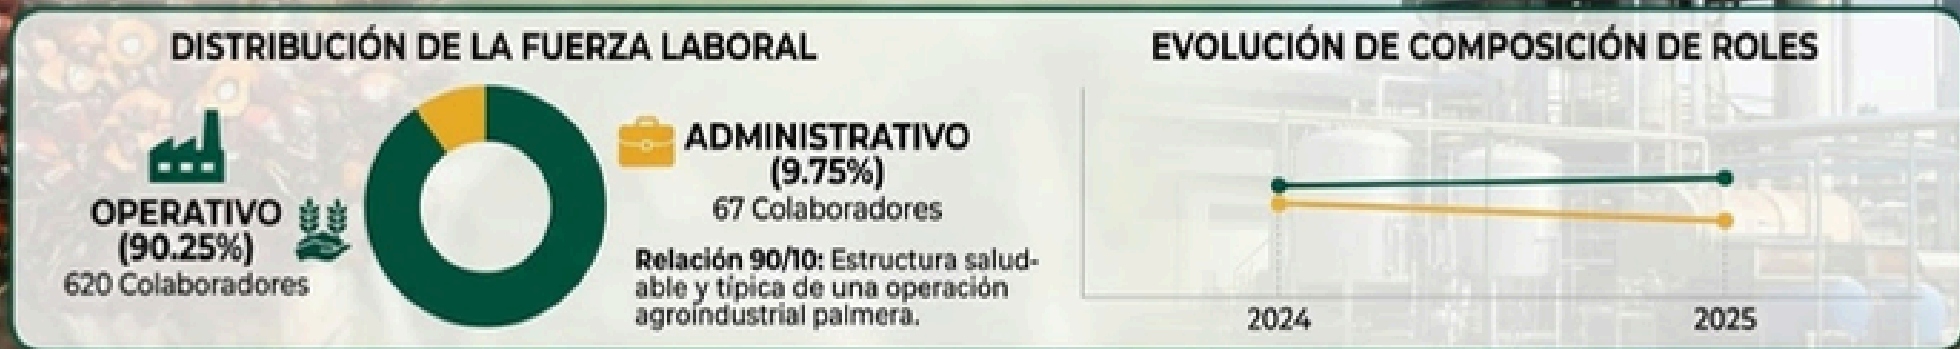 DISTRIBUCIÓN DE LA FUERZA LABORAL
OPERATIVO
(90.25%)
620 Colaboradores
ADMINISTRATIVO
(9.75%)
67 Colaboradores
Relación 90/10: Estructura salud-
able y típica de una operación
agroindustrial palmera.
EVOLUCIÓN DE COMPOSICIÓN DE ROLES
2024
2025